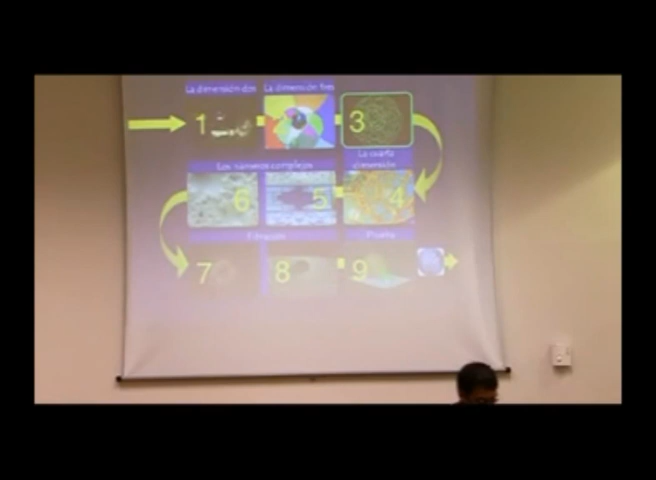 La dimensión dos
La dimensión tres
1
3
La cuarta
dimensión
Los números complejos
6
5
4
Fibración
Prueba
7
8
9